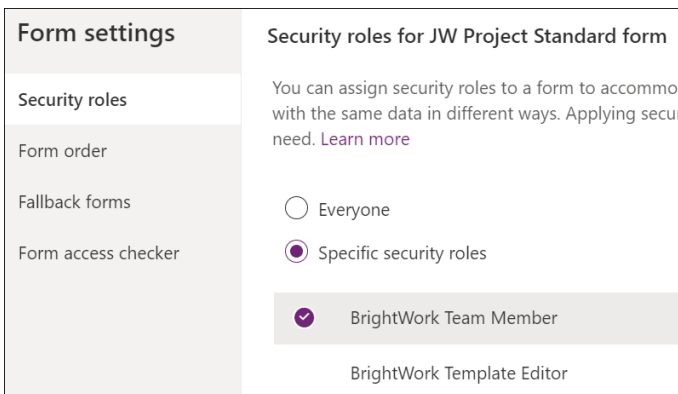 Form settings
Security roles
Form order
Fallback forms
Form access checker
Security roles for JW Project Standard form
You can assign security roles to a form to accommo
with the same data in different ways. Applying secu
need. Learn more
Everyone
Specific security roles
BrightWork Team Member
BrightWork Template Editor